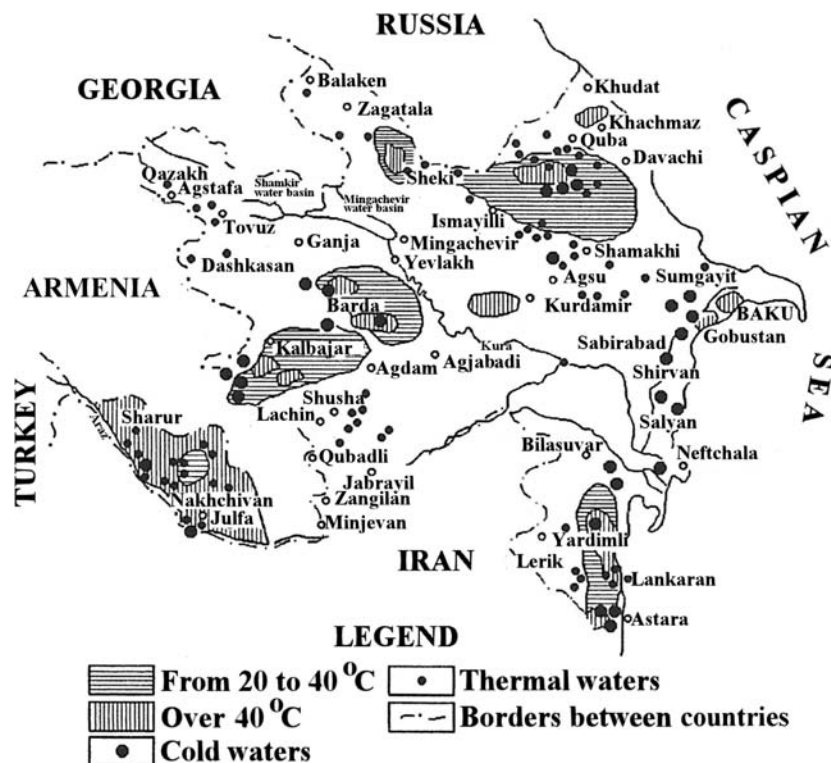 RUSSIA
Balaken
GEORGIA
Zagatala
Khudat
Khachmaz
Quba
Davachi
CASPIAN
SEA
Qazakh
Agstafa
Shamkir
water basin
Mingachevir
water basin
Sheki
Tovuz
Ismayilli
Ganja
Mingachevir
Yevlakh
Shamakhi
Dashkasan
Agsu
Sumgayit
ARMENIA
Barda
Kurdamir
BAKU
Gobustan
Kalbajar
Kura
Sabirabad
Agdam
Agjabadi
Shirvan
TURKEY
Araz
Sharur
Shusha
Lachin
Salyan
Bilasuvar
Neftchala
Qubadli
Jabrayil
Nakhchivan
Zangilan
Julfa
Minjevan
IRAN
Yardimli
Lerik
Lankaran
Astara
LEGEND
From 20 to 40 °C
Thermal waters
Over 40 °C
Borders between countries
Cold waters